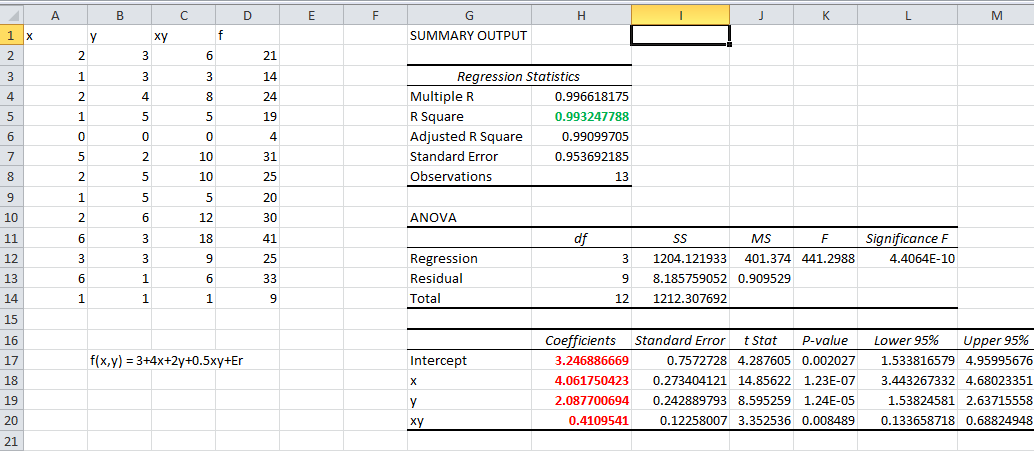 A B C D E F G H I J K L M
1 x y xy f SUMMARY OUTPUT
2 2 3 6 21
3 1 3 3 14 Regression Statistics
4 2 4 8 24 Multiple R 0.996618175
5 1 5 5 19 R Square 0.993247788
6 0 0 0 4 Adjusted R Square 0.99099705
7 5 2 10 31 Standard Error 0.953692185
8 2 5 10 25 Observations 13
9 1 5 5 20
10 2 6 12 30 ANOVA
11 6 3 18 41 df SS MS F Significance F
12 3 3 9 25 Regression 3 1204.121933 401.374 441.2988 4.4064E-10
13 6 1 6 33 Residual 9 8.185759052 0.909529
14 1 1 1 9 Total 12 1212.307692
15
16 Coefficients Standard Error t Stat P-value Lower 95% Upper 95%
17 f(x,y) = 3+4x+2y+0.5xy+Er Intercept 3.246886669 0.7572728 4.287605 0.002027 1.533816579 4.95995676
18 x 4.061750423 0.273404121 14.85622 1.23E-07 3.443267332 4.68023351
19 y 2.087700694 0.242889793 8.595259 1.24E-05 1.53824581 2.63715558
20 xy 0.4109541 0.12258007 3.352536 0.008489 0.133658718 0.68824948
21